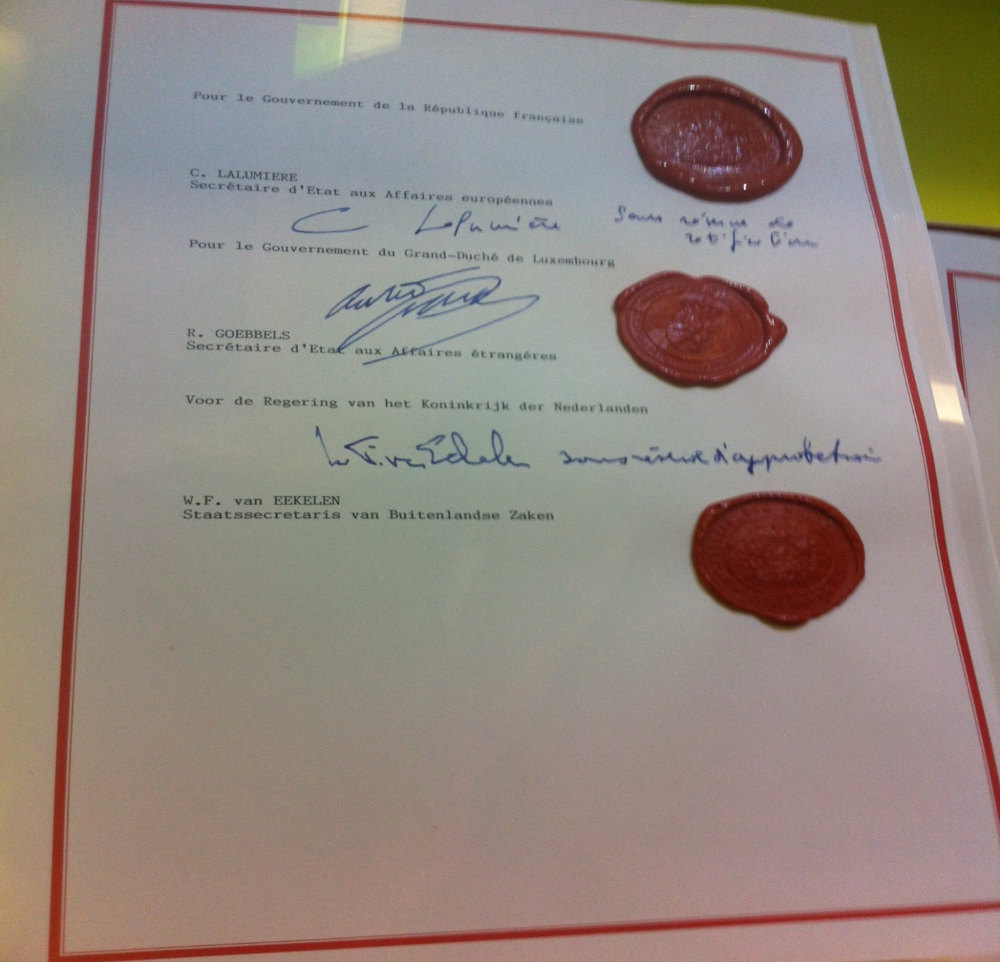 Pour le Gouvernement de la République française
C. LALUMIERE
Secrétaire d'Etat aux Affaires européennes
C Lalumière
Sous réserve de
ratification
Pour le Gouvernement du Grand-Duché de Luxembourg
R. GOEBBELS
Secrétaire d'Etat aux Affaires étrangères
Voor de Regering van het Koninkrijk der Nederlanden
sous réserve d'approbation
W.F. van EEKELEN
Staatssecretaris van Buitenlandse Zaken